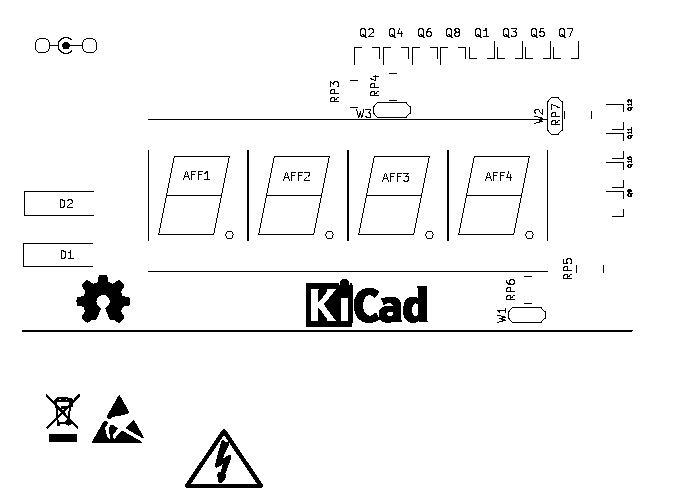 Q2 Q4 Q6 Q8 Q1 Q3 Q5 Q7
RP3 RP4
W3 W2 RP7
Q12
Q11
Q10
Q9
AFF1 AFF2 AFF3 AFF4
D2
D1
RP5
RP6
W1
KiCad